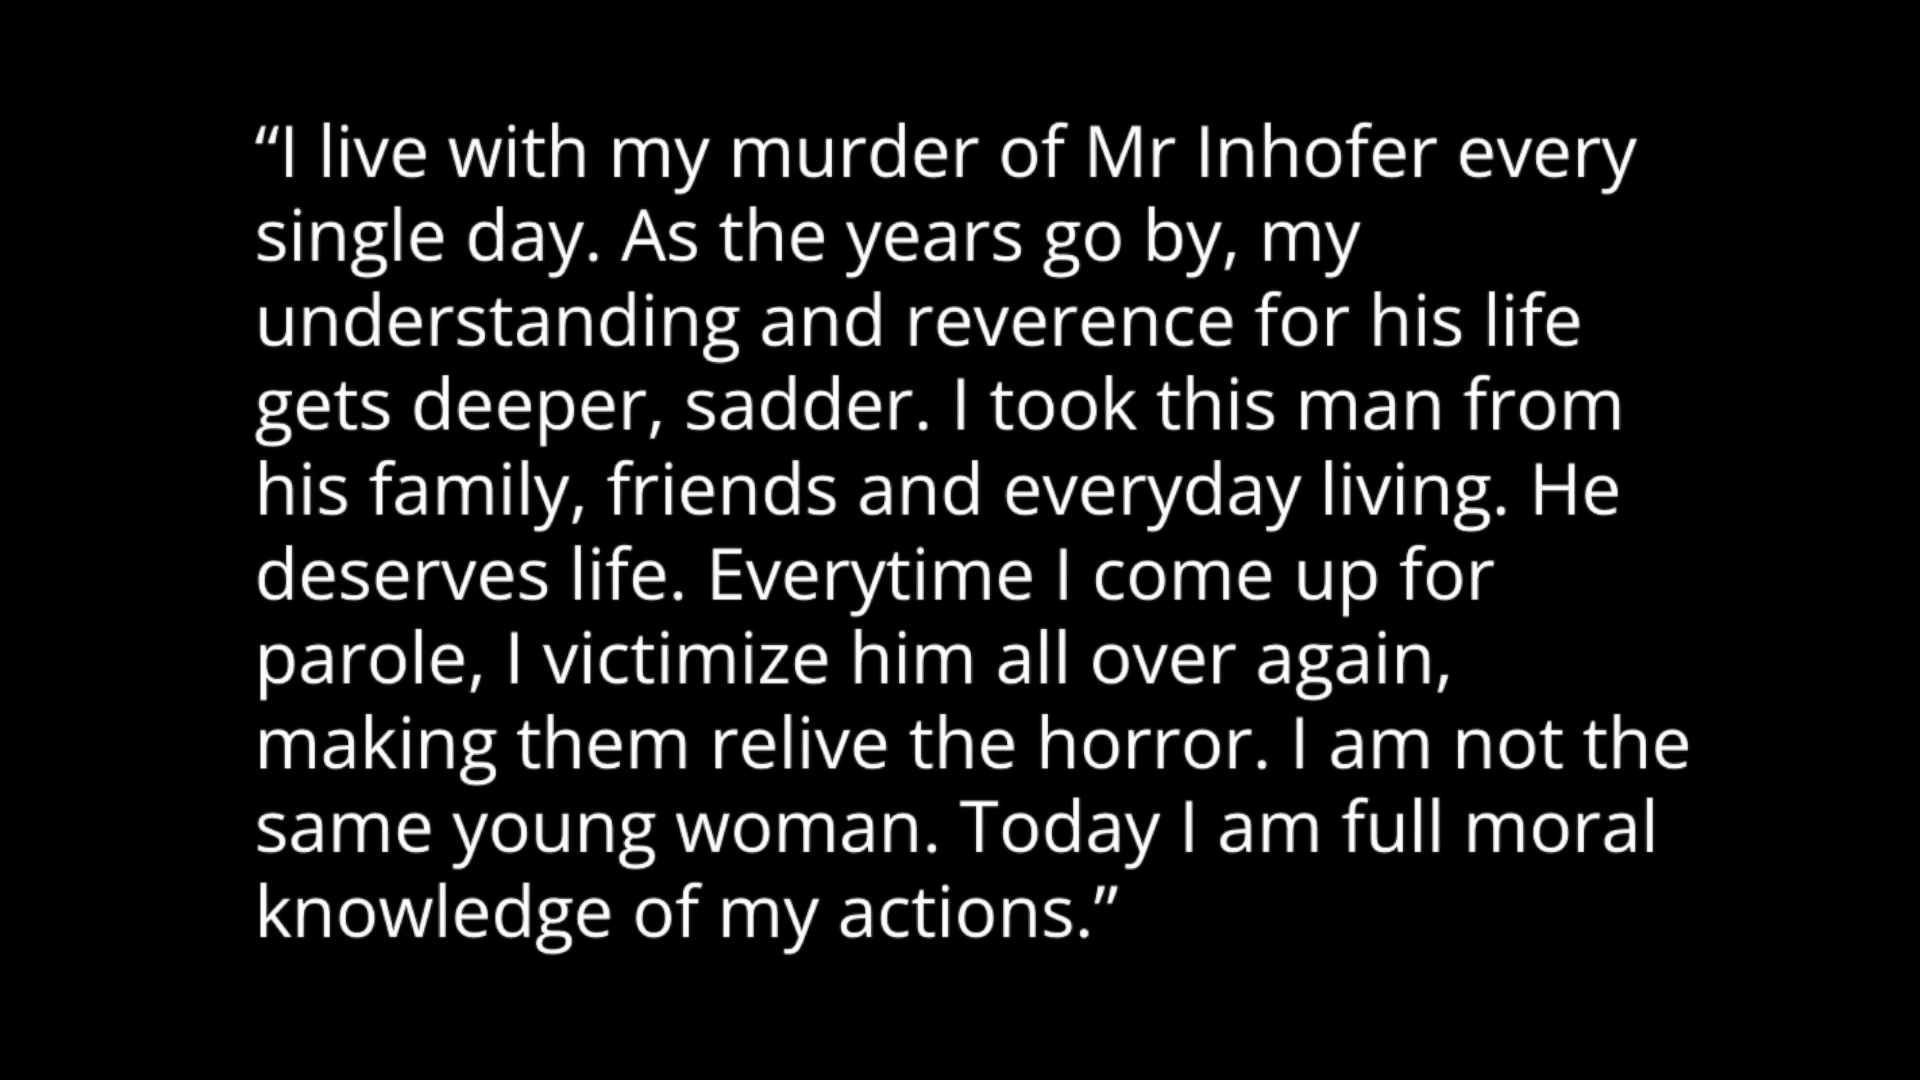 “I live with my murder of Mr Inhofer every
single day. As the years go by, my
understanding and reverence for his life
gets deeper, sadder. I took this man from
his family, friends and everyday living. He
deserves life. Everytime I come up for
parole, I victimize him all over again,
making them relive the horror. I am not the
same young woman. Today I am full moral
knowledge of my actions.”